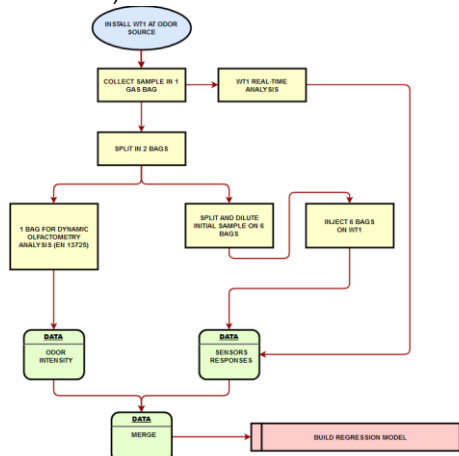 INSTALL WT1 AT ODOR
SOURCE
COLLECT SAMPLE IN 1
GAS BAG
WT1 REAL-TIME
ANALYSIS
SPLIT IN 2 BAGS
1 BAG FOR DYNAMIC
OLFACTOMETRY
ANALYSIS (EN 13725)
SPLIT AND DILUTE
INITIAL SAMPLE ON 6
BAGS
INJECT 6 BAGS
ON WT1
DATA
ODOR
INTENSITY
DATA
SENSORS
RESPONSES
DATA
MERGE
BUILD REGRESSION MODEL